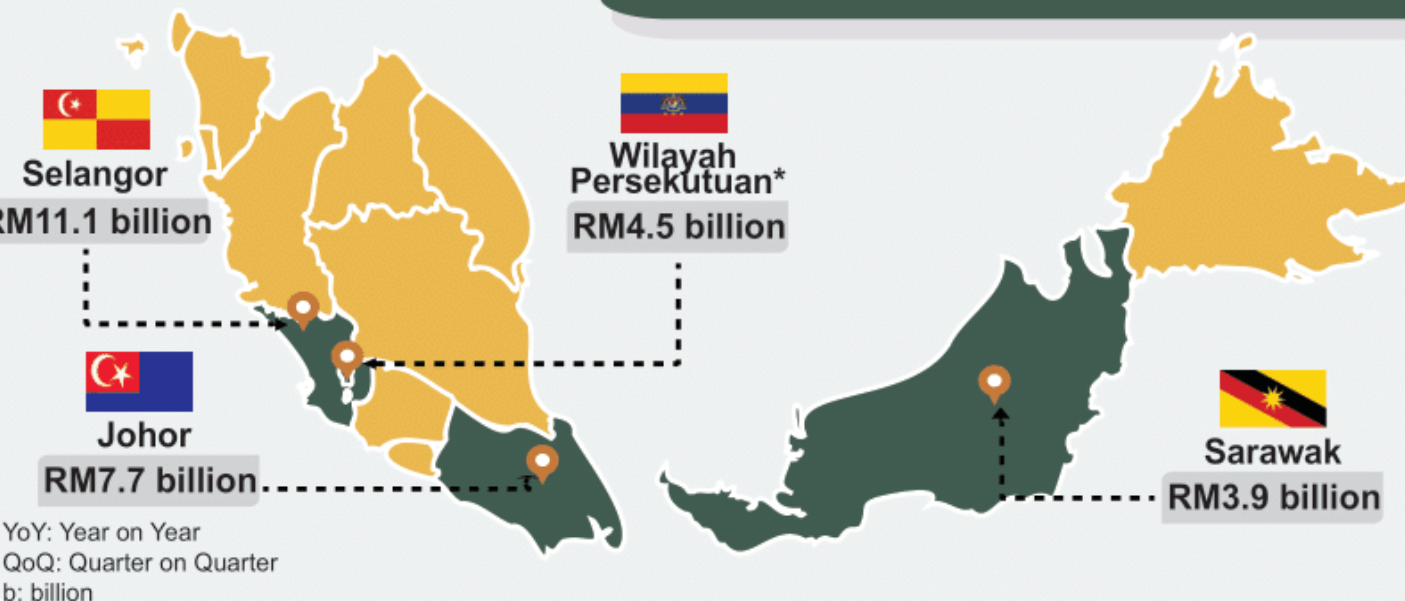 Selangor
RM11.1 billion
Wilayah
Persekutuan*
RM4.5 billion
Johor
RM7.7 billion
Sarawak
RM3.9 billion
YoY: Year on Year
QoQ: Quarter on Quarter
b: billion